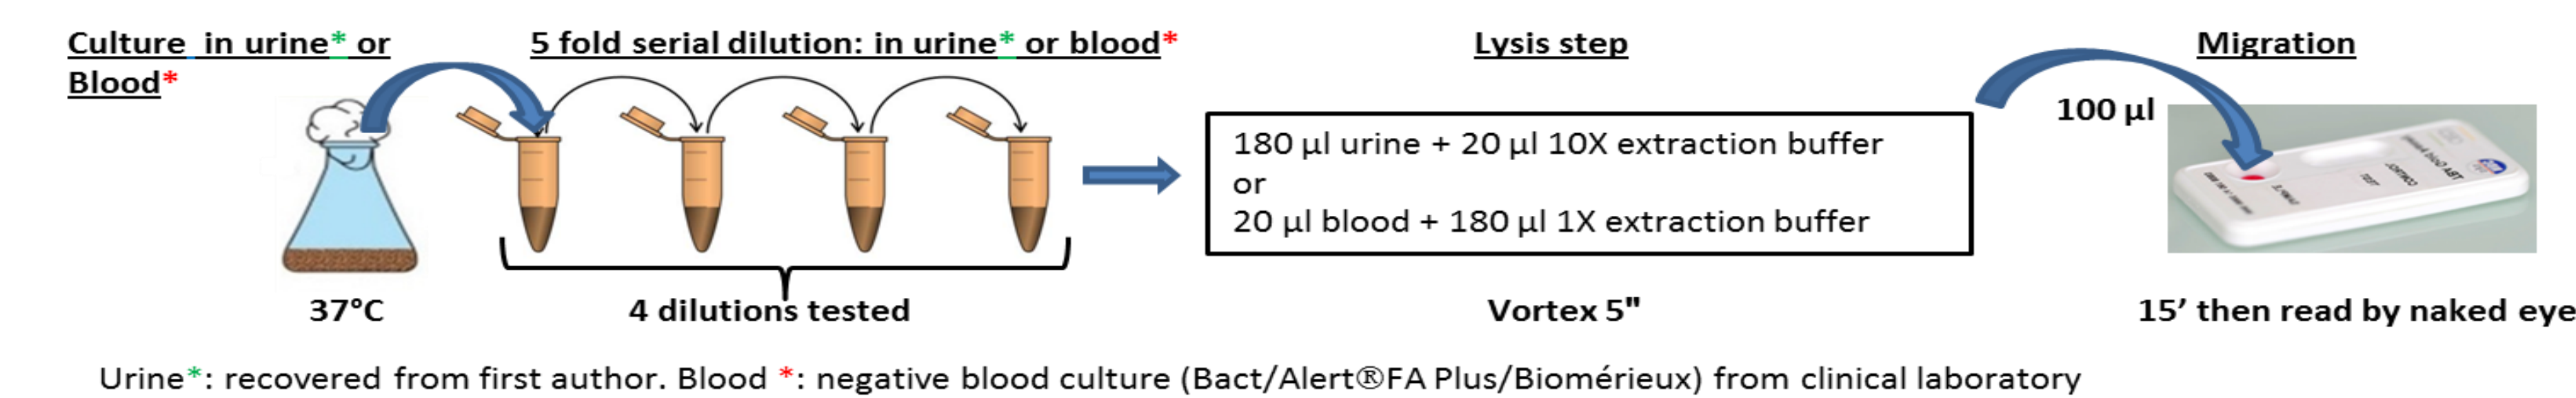 Culture in urine* or
Blood*
5 fold serial dilution: in urine* or blood*
Lysis step
Migration
100 µl
180 µl urine + 20 µl 10X extraction buffer
or
20 µl blood + 180 µl 1X extraction buffer
CONTROL
TEST
37°C
4 dilutions tested
Vortex 5"
15’ then read by naked eye
Urine*: recovered from first author. Blood *: negative blood culture (Bact/Alert®FA Plus/Biomérieux) from clinical laboratory